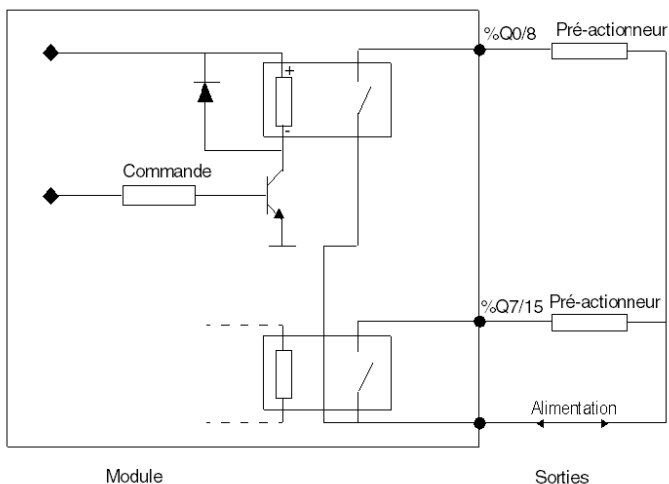 %Q0/8 Pré-actionneur
+
-
Commande
%Q7/15 Pré-actionneur
Alimentation
Module Sorties